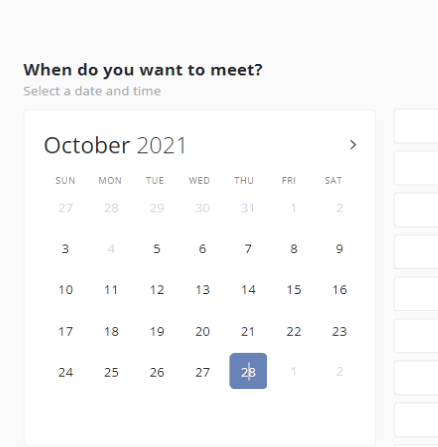 When do you want to meet?
Select a date and time
October 2021
SUN MON TUE WED THU FRI SAT
27 28 29 30 31 1 2
3 4 5 6 7 8 9
10 11 12 13 14 15 16
17 18 19 20 21 22 23
24 25 26 27 28 1 2